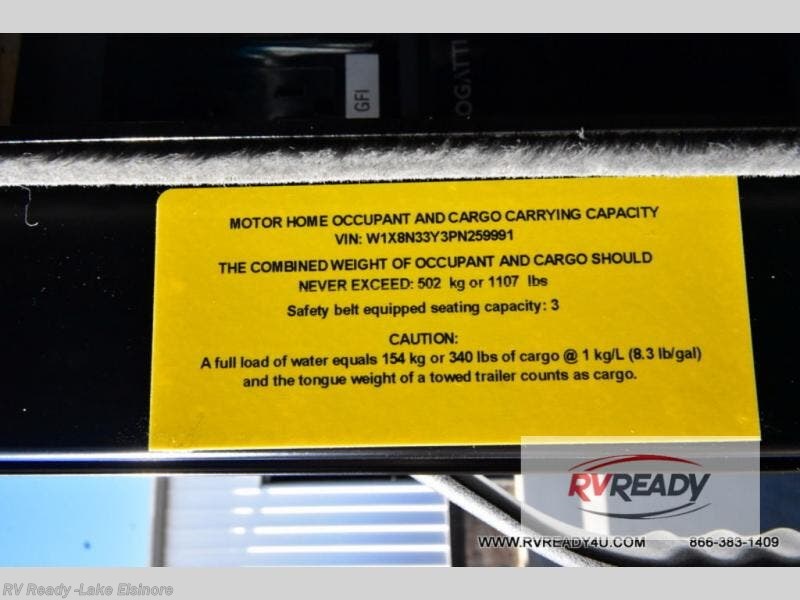 GFI
OGATTI
MOTOR HOME OCCUPANT AND CARGO CARRYING CAPACITY
VIN: W1X8N33Y3PN259991
THE COMBINED WEIGHT OF OCCUPANT AND CARGO SHOULD
NEVER EXCEED: 502 kg or 1107 lbs
Safety belt equipped seating capacity: 3
CAUTION:
A full load of water equals 154 kg or 340 lbs of cargo @ 1 kg/L (8.3 lb/gal)
and the tongue weight of a towed trailer counts as cargo.
RVREADY
WWW.RVREADY4U.COM 866-383-1409
RV Ready -Lake Elsinore